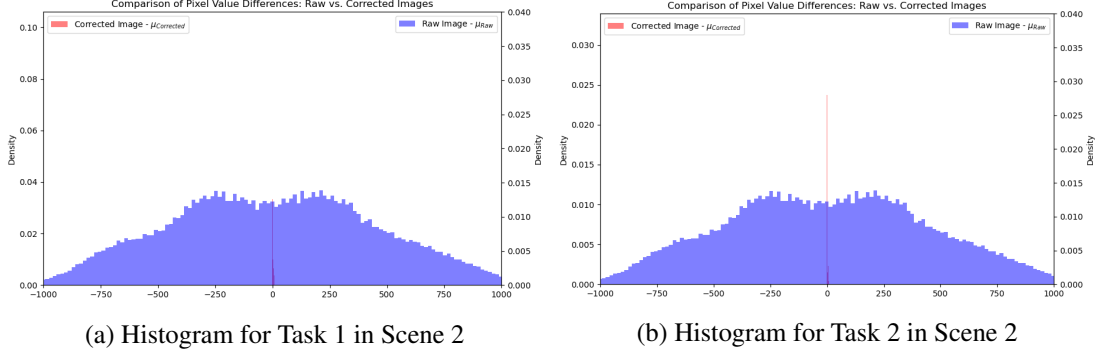 Comparison of Pixel Value Differences: Raw vs. Corrected Images
Corrected Image - μCorrected
Raw Image - μRaw
0.10
0.08
0.06
0.04
0.02
0.00
Density
0.040
0.035
0.030
0.025
0.020
0.015
0.010
0.005
0.000
Density
−1000 −750 −500 −250 0 250 500 750 1000
(a) Histogram for Task 1 in Scene 2
Comparison of Pixel Value Differences: Raw vs. Corrected Images
Corrected Image - μCorrected
Raw Image - μRaw
0.030
0.025
0.020
0.015
0.010
0.005
0.000
Density
0.040
0.035
0.030
0.025
0.020
0.015
0.010
0.005
0.000
Density
−1000 −750 −500 −250 0 250 500 750 1000
(b) Histogram for Task 2 in Scene 2